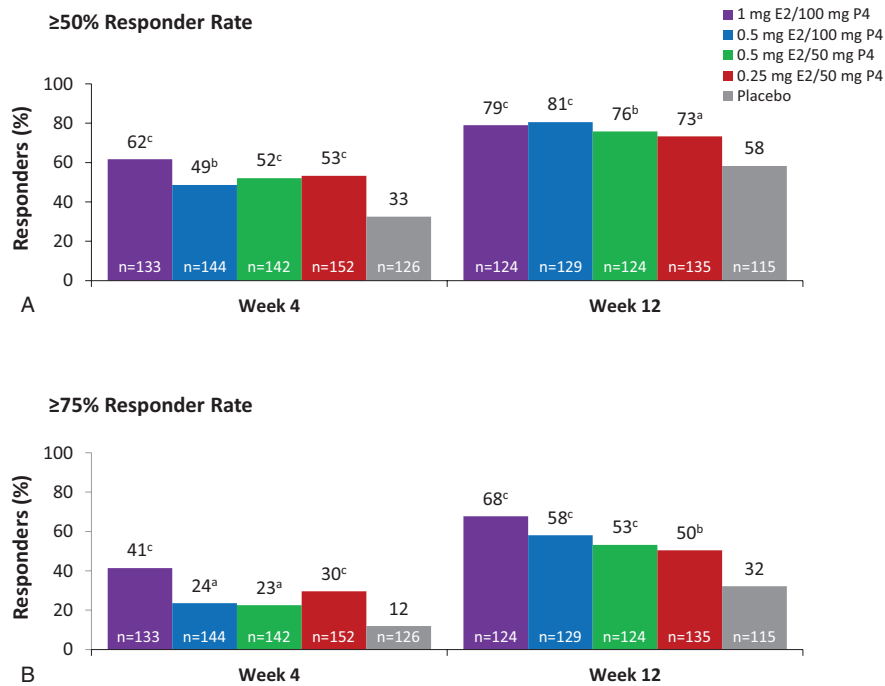 ≥50% Responder Rate
1 mg E2/100 mg P4
0.5 mg E2/100 mg P4
0.5 mg E2/50 mg P4
0.25 mg E2/50 mg P4
Placebo
Responders (%)
100
80
60
40
20
0
62ᶜ
49ᵇ
52ᶜ
53ᶜ
33
79ᶜ
81ᶜ
76ᵇ
73ᵃ
58
n=133
n=144
n=142
n=152
n=126
n=124
n=129
n=124
n=135
n=115
Week 4
Week 12
A
≥75% Responder Rate
Responders (%)
100
80
60
40
20
0
41ᶜ
24ᵃ
23ᵃ
30ᶜ
12
68ᶜ
58ᶜ
53ᶜ
50ᵇ
32
n=133
n=144
n=142
n=152
n=126
n=124
n=129
n=124
n=135
n=115
Week 4
Week 12
B